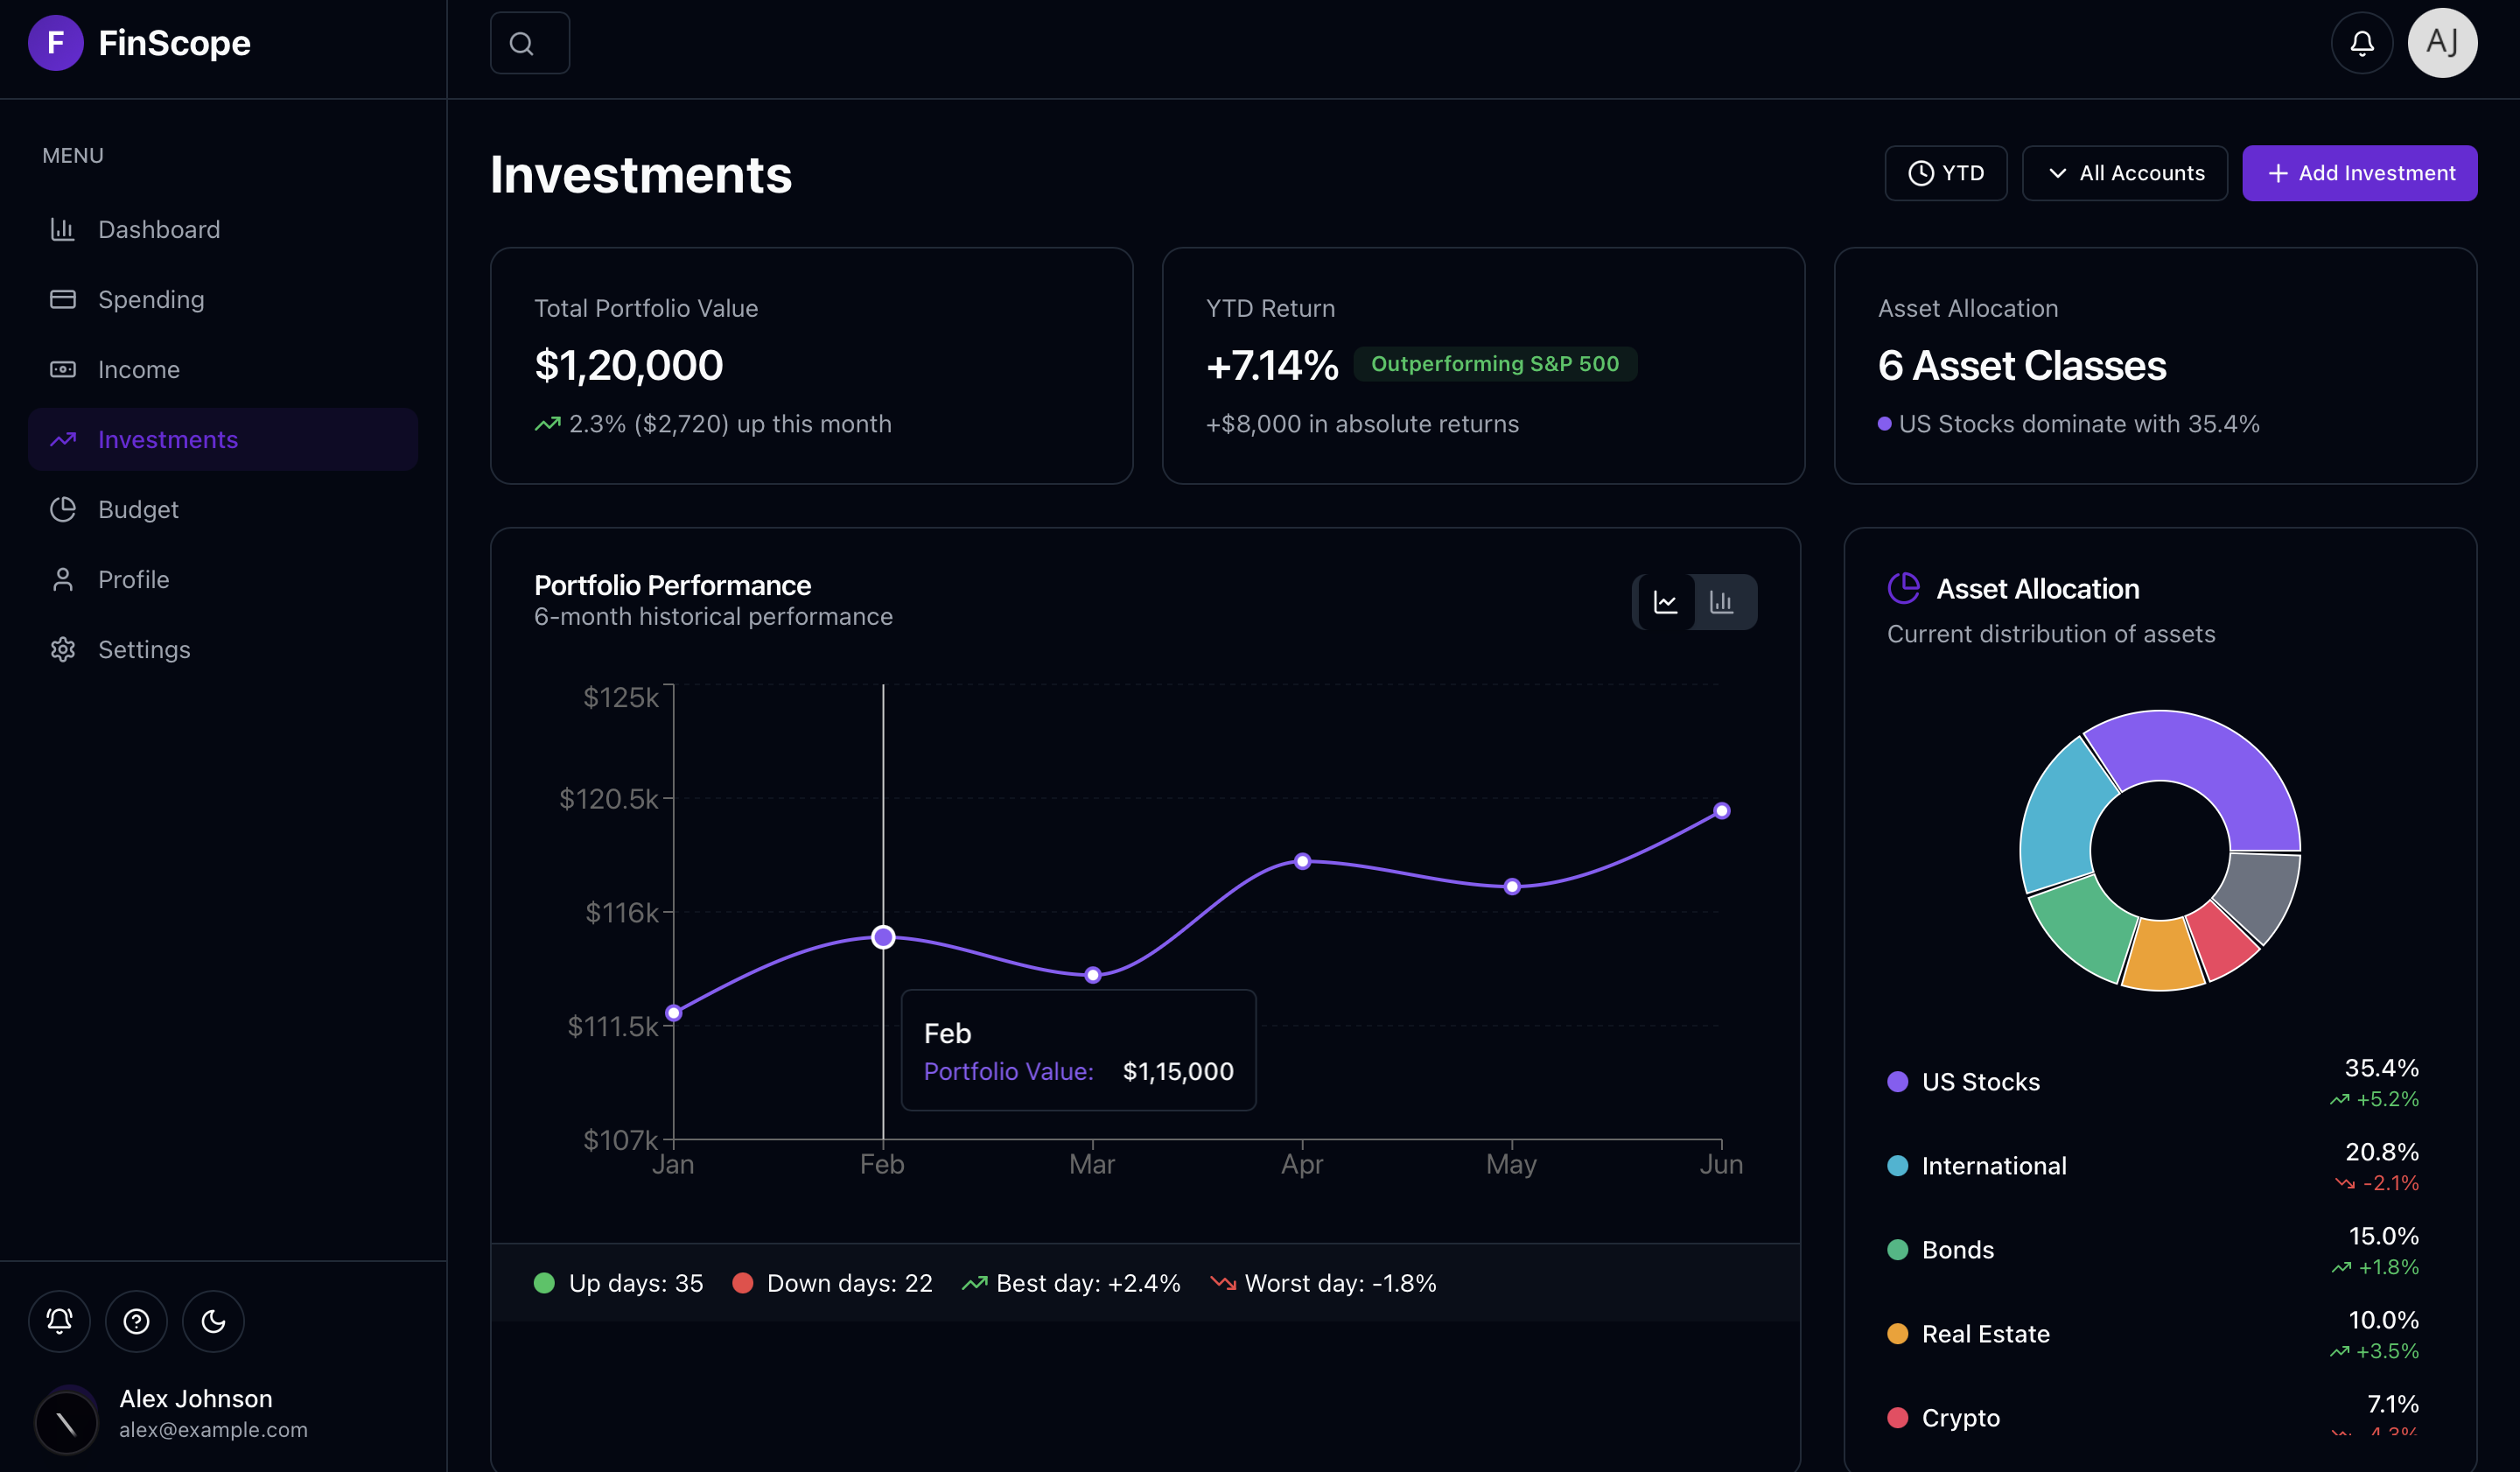 F FinScope
AJ
MENU
Dashboard
Spending
Income
Investments
Budget
Profile
Settings
Alex Johnson
alex@example.com
Investments
YTD
All Accounts
Add Investment
Total Portfolio Value
$1,20,000
2.3% ($2,720) up this month
YTD Return
+7.14% Outperforming S&P 500
+$8,000 in absolute returns
Asset Allocation
6 Asset Classes
US Stocks dominate with 35.4%
Portfolio Performance
6-month historical performance
$125k
$120.5k
$116k
$111.5k
$107k
Jan Feb Mar Apr May Jun
Feb
Portfolio Value: $1,15,000
Up days: 35 Down days: 22 Best day: +2.4% Worst day: -1.8%
Asset Allocation
Current distribution of assets
US Stocks 35.4%
+5.2%
International 20.8%
-2.1%
Bonds 15.0%
+1.8%
Real Estate 10.0%
+3.5%
Crypto 7.1%